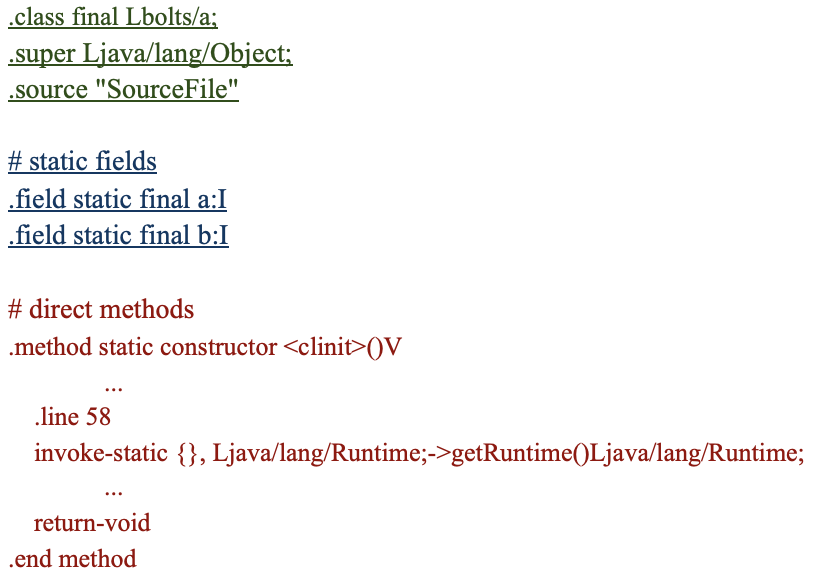 .class final Lbolts/a;
.super Ljava/lang/Object;
.source "SourceFile"
# static fields
.field static final a:I
.field static final b:I
# direct methods
.method static constructor <clinit>()V
...
.line 58
invoke-static {}, Ljava/lang/Runtime;->getRuntime()Ljava/lang/Runtime;
...
return-void
.end method